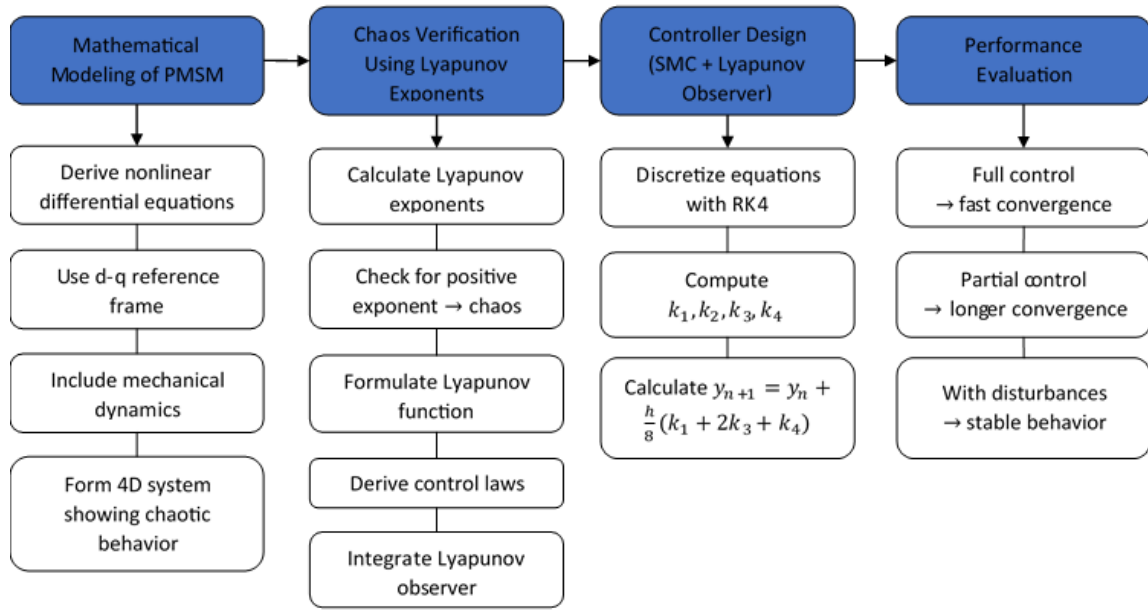 Mathematical
Modeling of PMSM
Chaos Verification
Using Lyapunov
Exponents
Controller Design
(SMC + Lyapunov
Observer)
Performance
Evaluation
Derive nonlinear
differential equations
Use d-q reference
frame
Include mechanical
dynamics
Form 4D system
showing chaotic
behavior
Calculate Lyapunov
exponents
Check for positive
exponent → chaos
Formulate Lyapunov
function
Derive control laws
Integrate Lyapunov
observer
Discretize equations
with RK4
Compute
k₁, k₂, k₃, k₄
Calculate yₙ₊₁ = yₙ +
h/8 (k₁ + 2k₃ + k₄)
Full control
→ fast convergence
Partial control
→ longer convergence
With disturbances
→ stable behavior